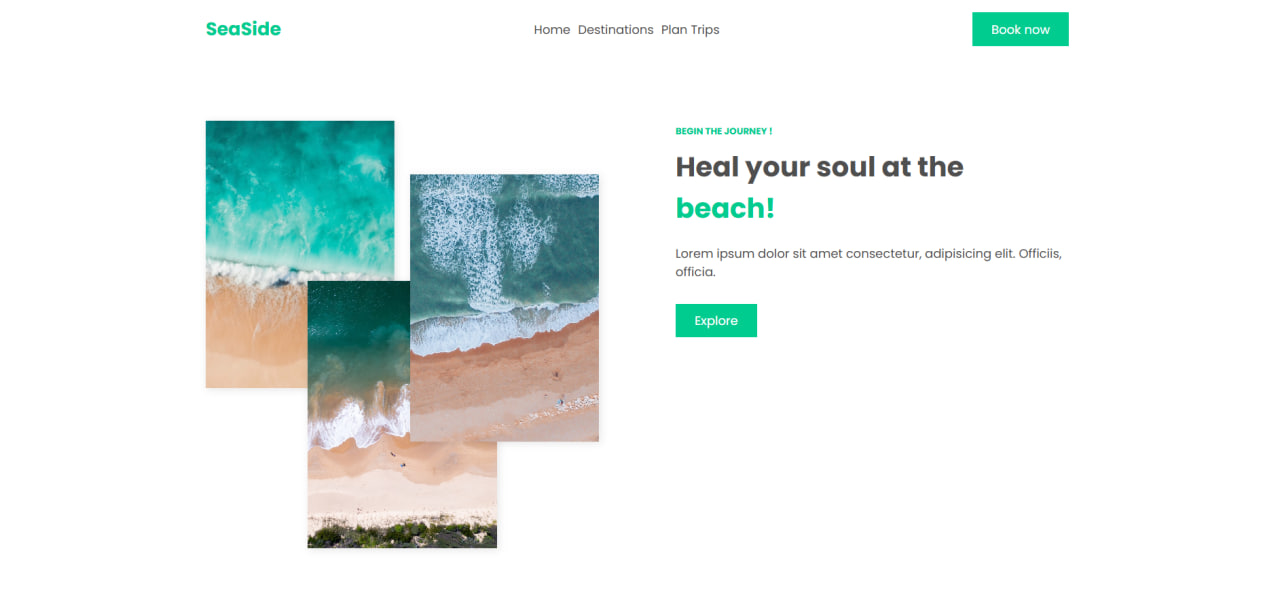 SeaSide
Home Destinations Plan Trips
Book now
BEGIN THE JOURNEY !
Heal your soul at the
beach!
Lorem ipsum dolor sit amet consectetur, adipisicing elit. Officiis,
officia.
Explore